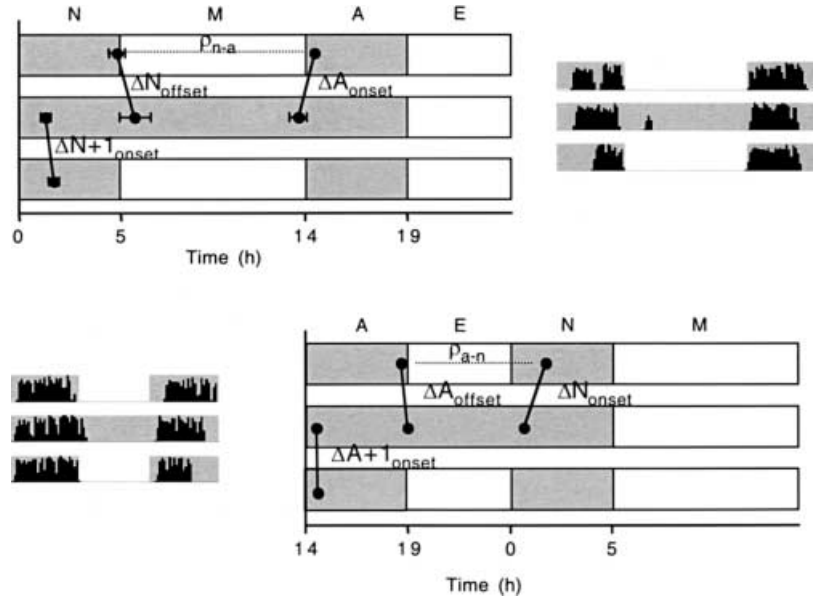 N M A E
ρn-a
ΔNoffset ΔAonset
ΔN+1onset
0 5 14 19
Time (h)
A E N M
ρa-n
ΔAoffset ΔNonset
ΔA+1onset
14 19 0 5
Time (h)